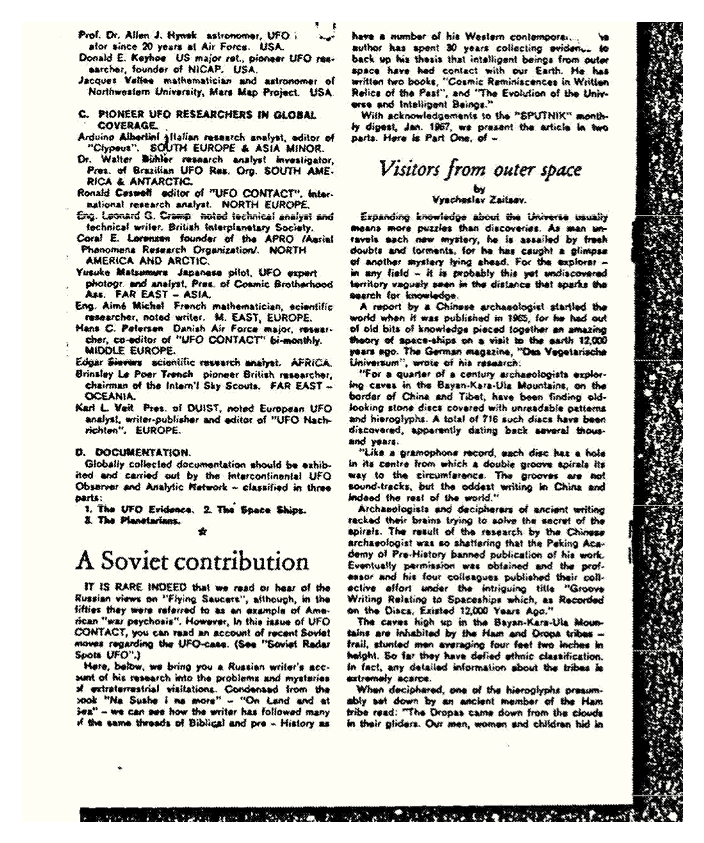 Prof. Dr. Allen J. Hynek astronomer, UFO
ator since 20 years at Air Force. USA.
Donald E. Keyhoe US major ret., pioneer UFO res-
earcher, founder of NICAP. USA.
Jacques Vallee mathematician and astronomer of
Northwestern University, Mars Map Project. USA.
C. PIONEER UFO RESEARCHERS IN GLOBAL
COVERAGE.
Arduino Albertini Italian research analyst, editor of
"Clypeus". SOUTH EUROPE & ASIA MINOR.
Dr. Walter Bühler research analyst investigator,
Pres. of Brazilian UFO Res. Org. SOUTH AME-
RICA & ANTARCTIC.
Ronald Caswell editor of "UFO CONTACT", inter-
national research analyst. NORTH EUROPE.
Eng. Leonard G. Cramp noted technical analyst and
technical writer. British Interplanetary Society.
Coral E. Lorenzen founder of the APRO /Aerial
Phenomena Research Organization/. NORTH
AMERICA AND ARCTIC.
Yusuke Matsumura Japanese pilot, UFO expert
photogr. and analyst, Pres. of Cosmic Brotherhood
Ass. FAR EAST – ASIA.
Eng. Aimé Michel French mathematician, scientific
researcher, noted writer. M. EAST, EUROPE.
Hans C. Petersen Danish Air Force major, resear-
cher, co-editor of "UFO CONTACT" bi-monthly.
MIDDLE EUROPE.
Edgar Sievers scientific research analyst. AFRICA.
Brinsley Le Poer Trench pioneer British researcher,
chairman of the Intern'l Sky Scouts. FAR EAST –
OCEANIA.
Karl L. Veit Pres. of DUIST, noted European UFO
analyst, writer-publisher and editor of "UFO Nach-
richten". EUROPE.
D. DOCUMENTATION.
Globally collected documentation should be exhib-
ited and carried out by the Intercontinental UFO
Observer and Analytic Network – classified in three
parts:
1. The UFO Evidence. 2. The Space Ships.
3. The Planetarians.
★
A Soviet contribution
IT IS RARE INDEED that we read or hear of the
Russian views on "Flying Saucers", although, in the
fifties they were referred to as an example of Ame-
rican "war psychosis". However, in this issue of UFO
CONTACT, you can read an account of recent Soviet
moves regarding the UFO-case. (See "Soviet Radar
Spots UFO".)
Here, below, we bring you a Russian writer's acc-
ount of his research into the problems and mysteries
of extraterrestrial visitations. Condensed from the
book "Na Sushe i na more" – "On Land and at
Sea" – we can see how the writer has followed many
of the same threads of Biblical and pre – History as
have a number of his Western contempora
author has spent 30 years collecting evidence to
back up his thesis that intelligent beings from outer
space have had contact with our Earth. He has
written two books, "Cosmic Reminiscences in Written
Relics of the Past", and "The Evolution of the Univ-
erse and Intelligent Beings."
With acknowledgements to the "SPUTNIK" month-
ly digest, Jan. 1967, we present the article in two
parts. Here is Part One, of –
Visitors from outer space
by
Vyacheslav Zaitsev.
Expanding knowledge about the Universe usually
means more puzzles than discoveries. As man un-
ravels each new mystery, he is assailed by fresh
doubts and torments, for he has caught a glimpse
of another mystery lying ahead. For the explorer –
in any field – it is probably this yet undiscovered
territory vaguely seen in the distance that sparks the
search for knowledge.
A report by a Chinese archaeologist startled the
world when it was published in 1965, for he had out
of old bits of knowledge pieced together an amazing
theory of space-ships on a visit to the earth 12,000
years ago. The German magazine, "Das Vegetarische
Universum", wrote of his research:
"For a quarter of a century archaeologists explor-
ing caves in the Bayan-Kara-Ula Mountains, on the
border of China and Tibet, have been finding old-
looking stone discs covered with unreadable patterns
and hieroglyphs. A total of 716 such discs have been
discovered, apparently dating back several thous-
and years.
"Like a gramophone record, each disc has a hole
in its centre from which a double groove spirals its
way to the circumference. The grooves are not
sound-tracks, but the oddest writing in China and
indeed the rest of the world."
Archaeologists and decipherers of ancient writing
racked their brains trying to solve the secret of the
spirals. The result of the research by the Chinese
archaeologist was so shattering that the Peking Aca-
demy of Pre-History banned publication of his work.
Eventually permission was obtained and the prof-
essor and his four colleagues published their coll-
ective effort under the intriguing title "Groove
Writing Relating to Spaceships which, as Recorded
on the Discs, Existed 12,000 Years Ago."
The caves high up in the Bayan-Kara-Ula Moun-
tains are inhabited by the Ham and Dropa tribes –
frail, stunted men averaging four feet two inches in
height. So far they have defied ethnic classification.
In fact, any detailed information about the tribes is
extremely scarce.
When deciphered, one of the hieroglyphs presum-
ably set down by an ancient member of the Ham
tribe read: "The Dropas came down from the clouds
in their gliders. Our men, women and children hid in